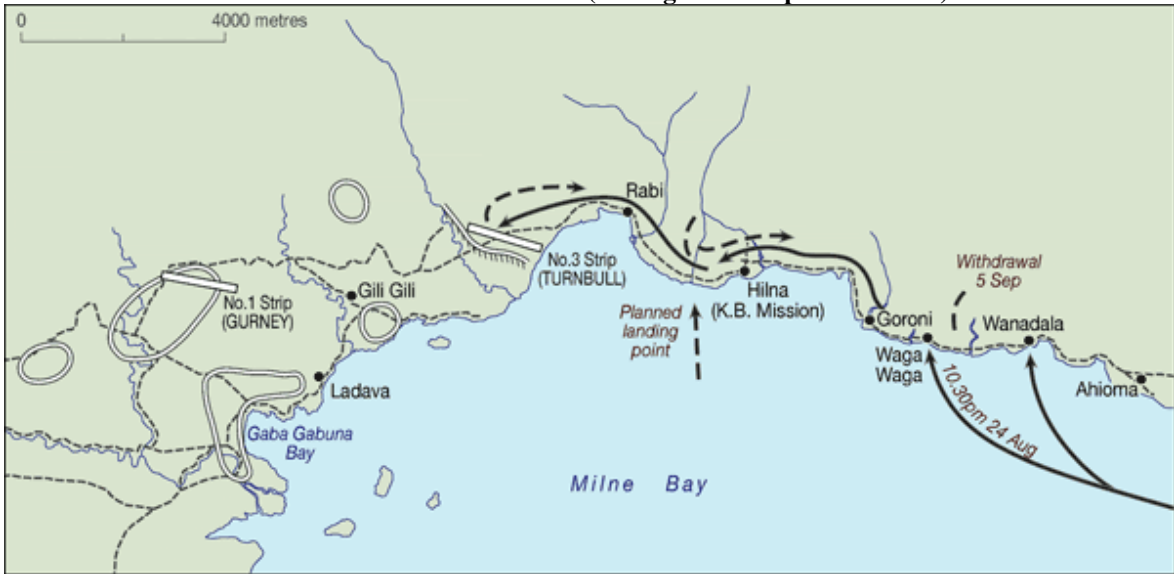 0 4000 metres
Rabi
No.3 Strip
(TURNBULL)
No.1 Strip
(GURNEY)
Gili Gili
Hilna
(K.B. Mission)
Withdrawal
5 Sep
Planned
landing
point
Goroni
Wanadala
Waga
Waga
Ahioma
Ladava
10.30pm 24 Aug
Gaba Gabuna
Bay
Milne Bay